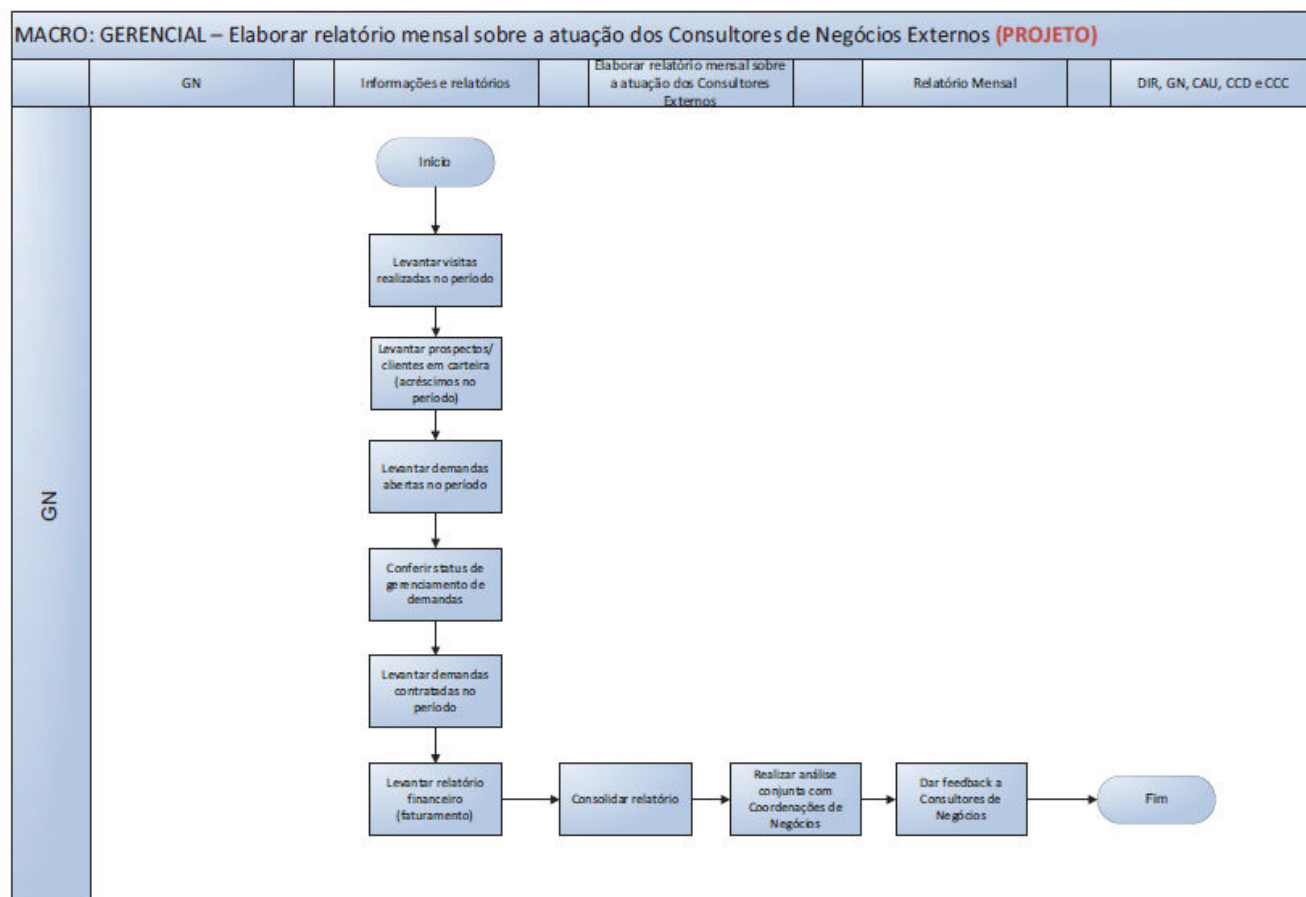 MACRO: GERENCIAL – Elaborar relatório mensal sobre a atuação dos Consultores de Negócios Externos (PROJETO)
GN
Informações e relatórios
Elaborar relatório mensal sobre
a atuação dos Consultores
Externos
Relatório Mensal
DIR, GN, CAU, CCD e CCC
GN
Início
Levantar visitas
realizadas no período
Levantar prospectos/
clientes em carteira
(acréscimos no
período)
Levantar demandas
abertas no período
Conferir status de
gerenciamento de
demandas
Levantar demandas
contratadas no
período
Levantar relatório
financeiro
(faturamento)
Consolidar relatório
Realizar análise
conjunta com
Coordenações de
Negócios
Dar feedback a
Consultores de
Negócios
Fim